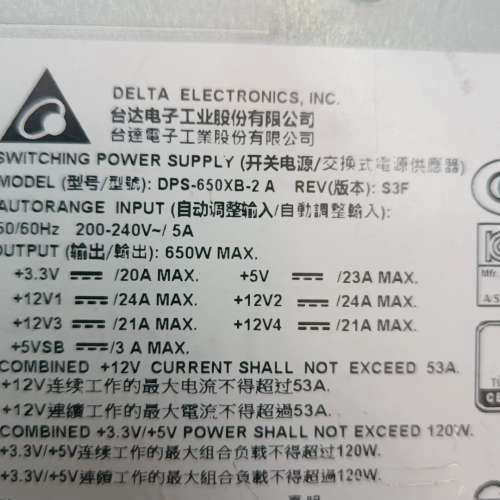 DELTA ELECTRONICS, INC.
台达电子工业股份有限公司
台達電子工業股份有限公司
SWITCHING POWER SUPPLY (开关电源/交換式電源供應器)
MODEL (型号/型號): DPS-650XB-2 A REV(版本): S3F
AUTORANGE INPUT (自动调整输入/自動調整輸入):
50/60Hz 200-240V~/ 5A
OUTPUT (输出/輸出): 650W MAX.
+3.3V ⎓/20A MAX. +5V ⎓/23A MAX.
+12V1 ⎓/24A MAX. +12V2 ⎓/24A MAX.
+12V3 ⎓/21A MAX. +12V4 ⎓/21A MAX.
+5VSB ⎓/3 A MAX.
COMBINED +12V CURRENT SHALL NOT EXCEED 53A.
+12V连续工作的最大电流不得超过53A.
+12V連續工作的最大電流不得超過53A.
COMBINED +3.3V/+5V POWER SHALL NOT EXCEED 120W.
+3.3V/+5V连续工作的最大组合负载不得超过120W.
+3.3V/+5V連續工作的最大組合負載不得超過120W.
Mfr.
A/S